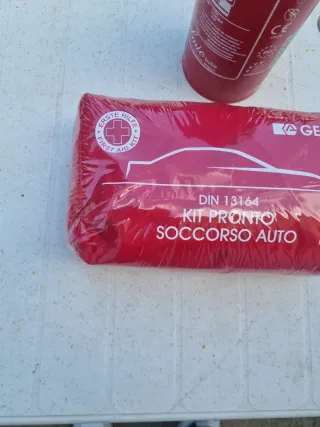 ERSTE HILFE
FIRST AID KIT
GE
DIN 13164
KIT PRONTO
SOCCORSO AUTO